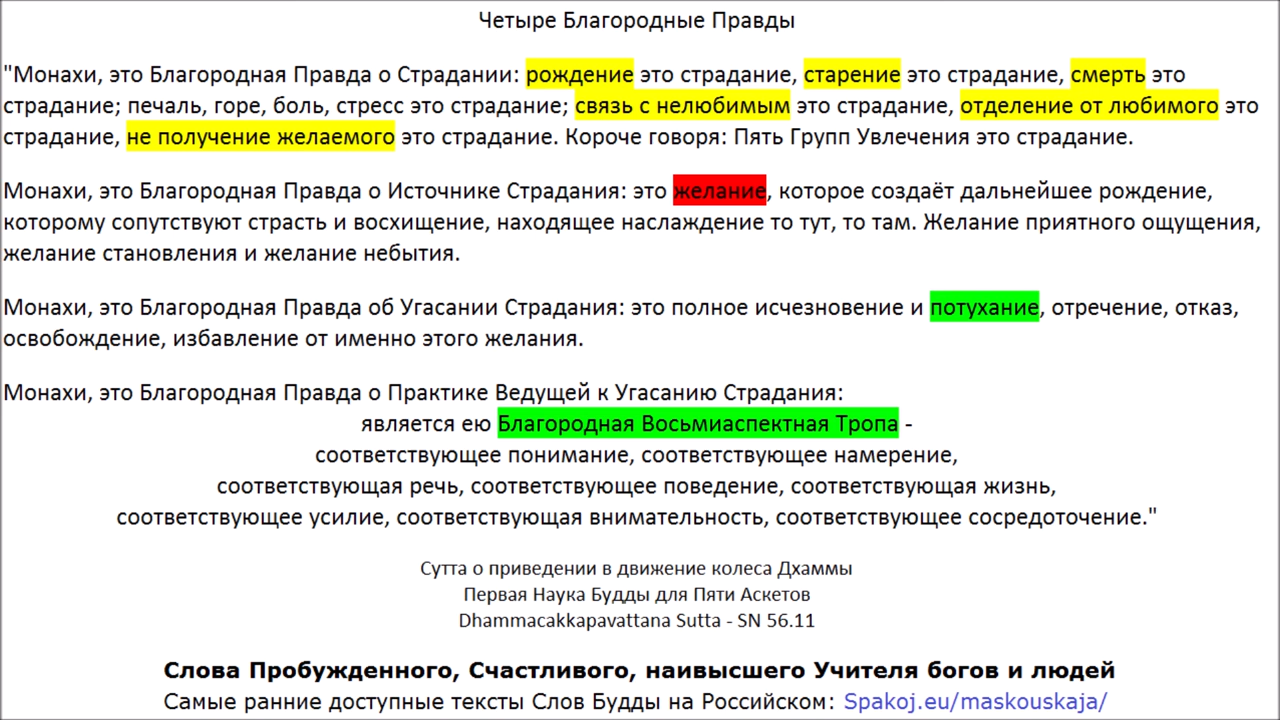 Четыре Благородные Правды
"Монахи, это Благородная Правда о Страдании: рождение это страдание, старение это страдание, смерть это
страдание; печаль, горе, боль, стресс это страдание; связь с нелюбимым это страдание, отделение от любимого это
страдание, не получение желаемого это страдание. Короче говоря: Пять Групп Увлечения это страдание.
Монахи, это Благородная Правда о Источнике Страдания: это желание, которое создаёт дальнейшее рождение,
которому сопутствуют страсть и восхищение, находящее наслаждение то тут, то там. Желание приятного ощущения,
желание становления и желание небытия.
Монахи, это Благородная Правда об Угасании Страдания: это полное исчезновение и потухание, отречение, отказ,
освобождение, избавление от именно этого желания.
Монахи, это Благородная Правда о Практике Ведущей к Угасанию Страдания:
является ею Благородная Восьмиаспектная Тропа -
соответствующее понимание, соответствующее намерение,
соответствующая речь, соответствующее поведение, соответствующая жизнь,
соответствующее усилие, соответствующая внимательность, соответствующее сосредоточение."
Сутта о приведении в движение колеса Дхаммы
Первая Наука Будды для Пяти Аскетов
Dhammacakkapavattana Sutta - SN 56.11
Слова Пробужденного, Счастливого, наивысшего Учителя богов и людей
Самые ранние доступные тексты Слов Будды на Российском: Spakoj.eu/maskouskaja/